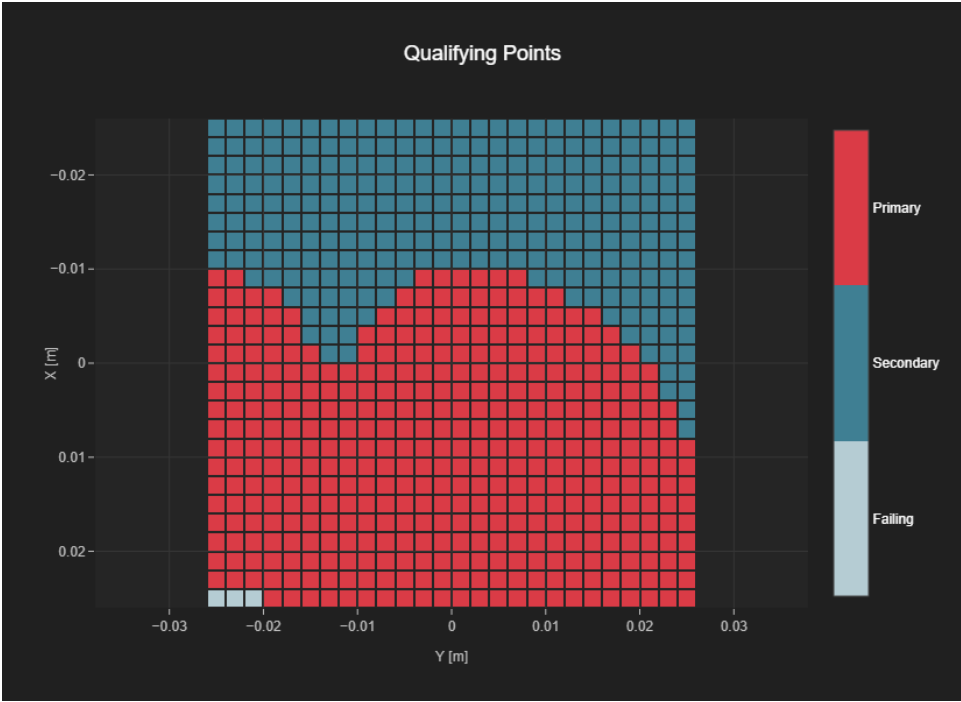 Qualifying Points
−0.02
−0.01
0
0.01
0.02
X [m]
−0.03
−0.02
−0.01
0
0.01
0.02
0.03
Y [m]
Primary
Secondary
Failing